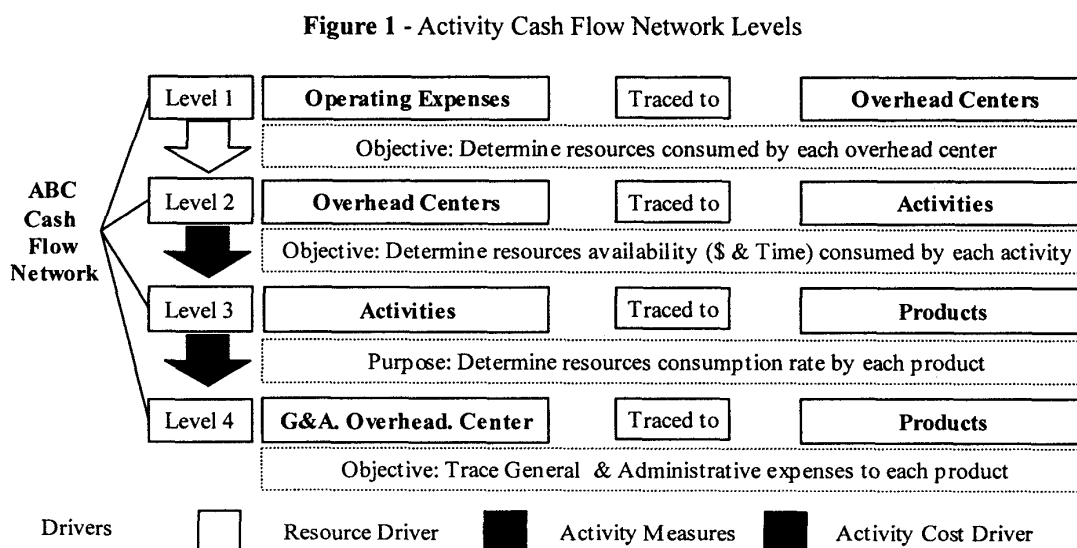 Figure 1 - Activity Cash Flow Network Levels
Level 1 Operating Expenses Traced to Overhead Centers
Objective: Determine resources consumed by each overhead center
ABC
Cash
Flow
Network
Level 2 Overhead Centers Traced to Activities
Objective: Determine resources availability ($ & Time) consumed by each activity
Level 3 Activities Traced to Products
Purpose: Determine resources consumption rate by each product
Level 4 G&A. Overhead. Center Traced to Products
Objective: Trace General & Administrative expenses to each product
Drivers Resource Driver Activity Measures Activity Cost Driver